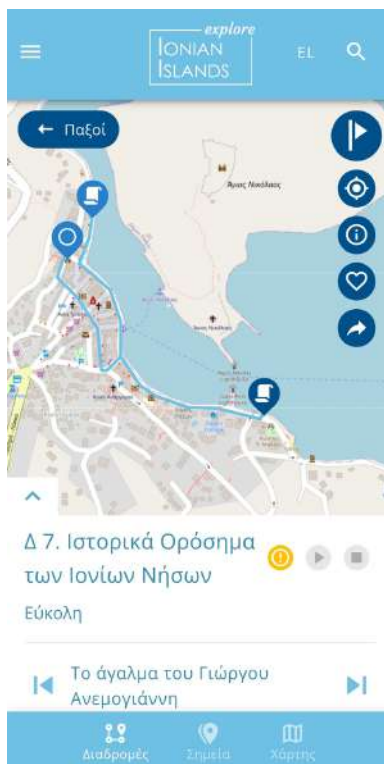 explore
IONIAN
ISLANDS
EL
← Παξοί
Άγιος Νικόλαος
Δ 7. Ιστορικά Ορόσημα
των Ιονίων Νήσων
Εύκολη
Το άγαλμα του Γιώργου
Ανεμογιάννη
Διαδρομές
Σημεία
Χάρτης